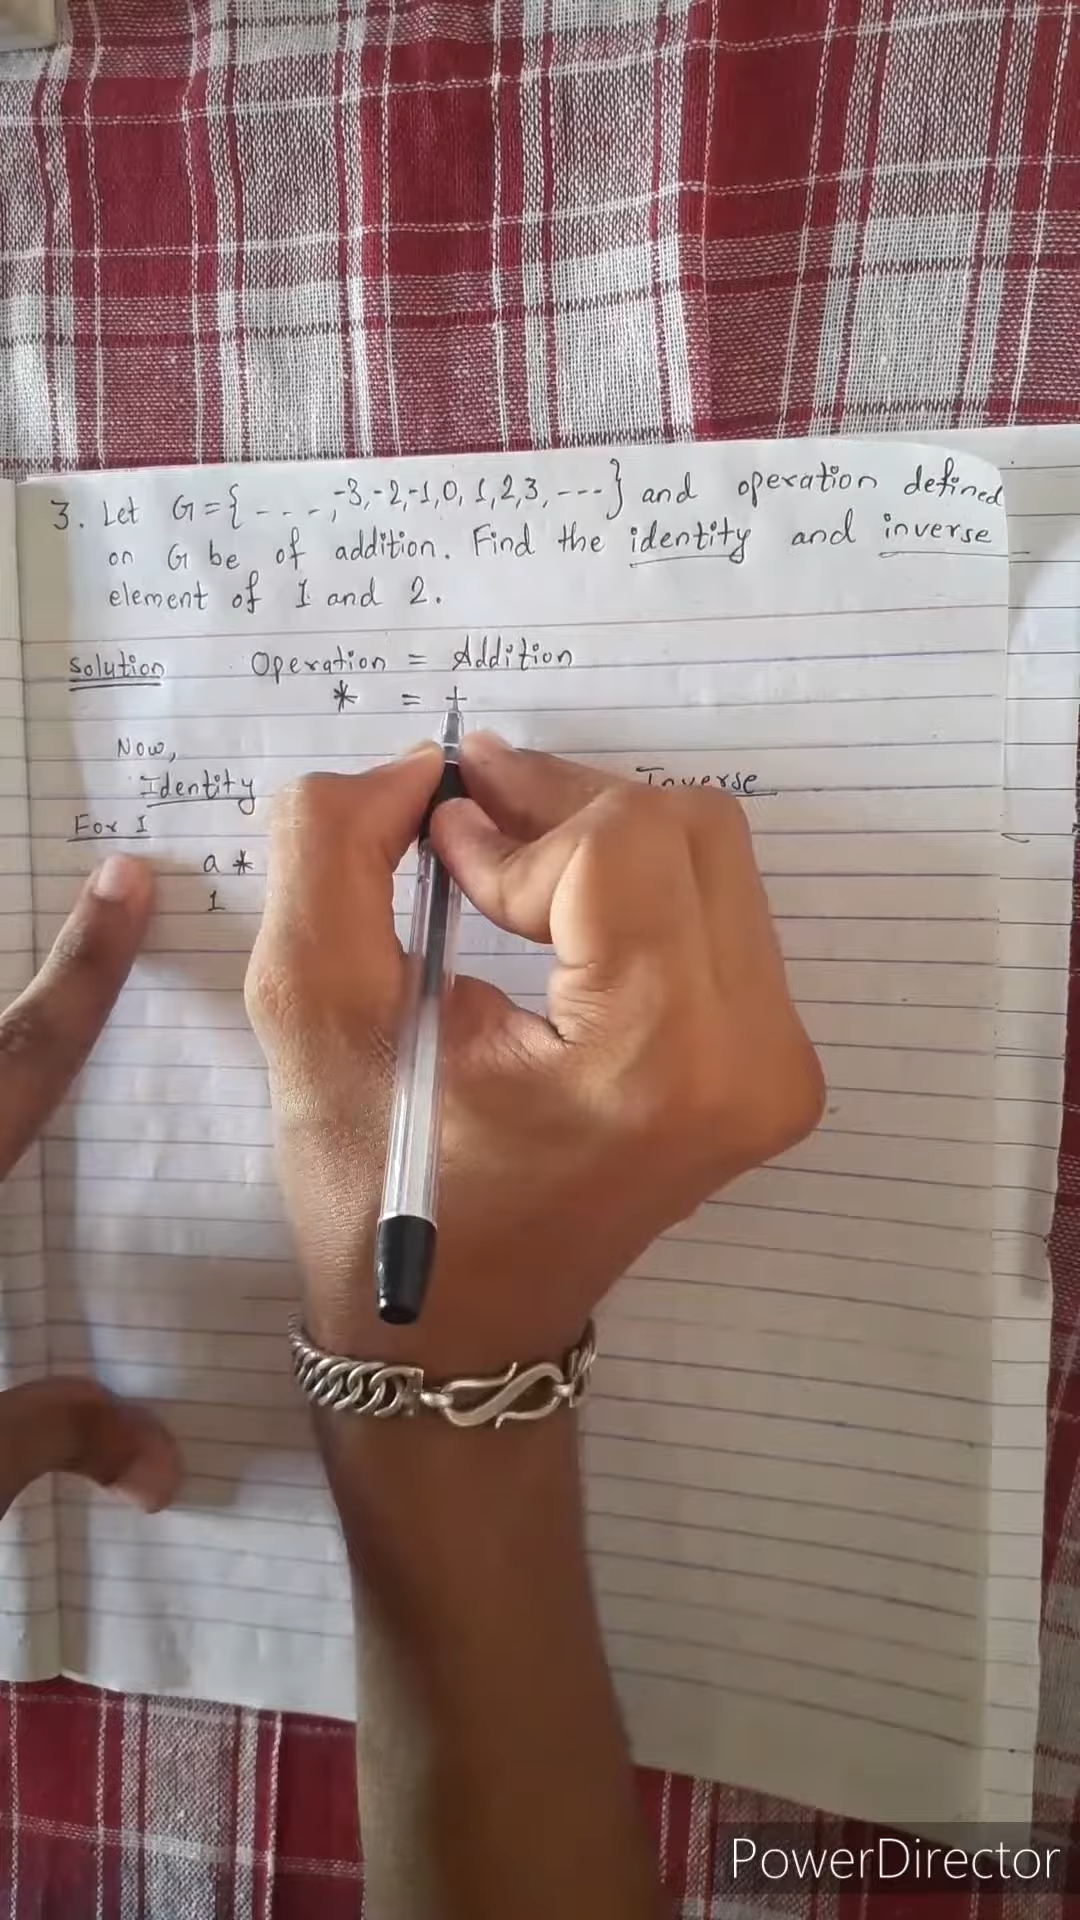 3. Let G = { - - - , -3, -2, -1, 0, 1, 2, 3, - - - } and operation defined
on G be of addition. Find the identity and inverse
element of 1 and 2.
Solution Operation = Addition
* = +
Now,
Identity Inverse
For 1
a *
1
PowerDirector